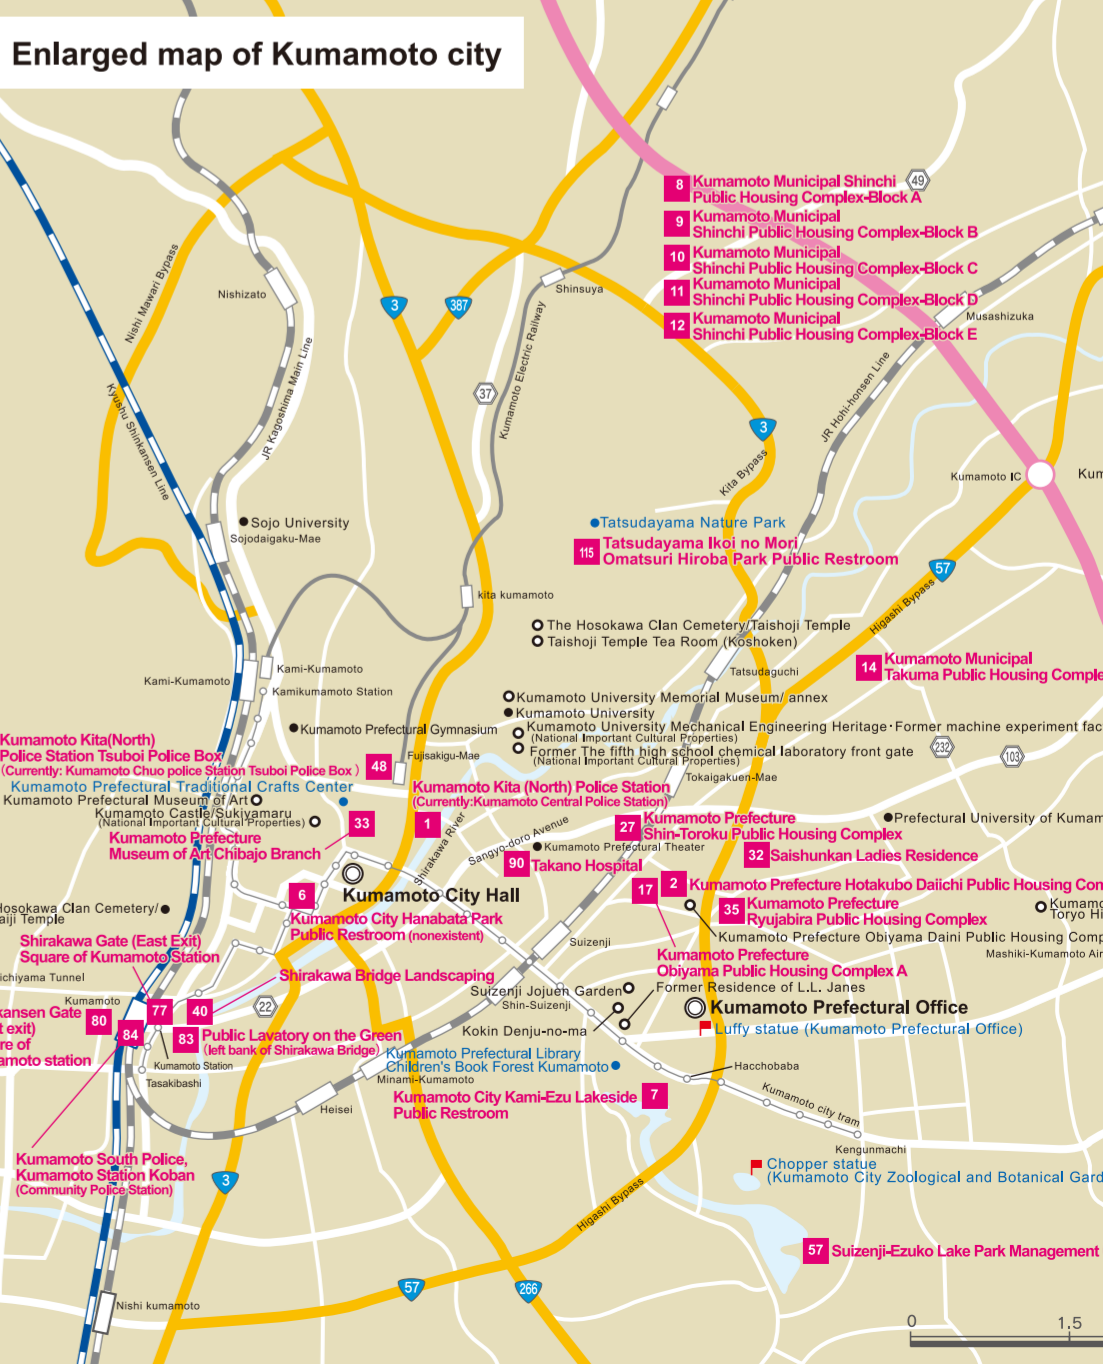 Enlarged map of Kumamoto city
8
Kumamoto Municipal Shinchi
Public Housing Complex-Block A
49
9
Kumamoto Municipal
Shinchi Public Housing Complex-Block B
10
Kumamoto Municipal
Shinchi Public Housing Complex-Block C
11
Kumamoto Municipal
Shinchi Public Housing Complex-Block D
12
Kumamoto Municipal
Shinchi Public Housing Complex-Block E
Nishi Mawari Bypass
Nishizato
3
387
Shinsuya
Musashizuka
Kumamoto Electric Railway
JR Kagoshima Main Line
Kyushu Shinkansen Line
37
JR Hohi-honsen Line
3
Kita Bypass
Kumamoto IC
Kum
Sojo University
Sojodaigaku-Mae
Tatsudayama Nature Park
115
Tatsudayama Ikoi no Mori
Omatsuri Hiroba Park Public Restroom
57
Higashi Bypass
kita kumamoto
The Hosokawa Clan Cemetery/Taishoji Temple
Taishoji Temple Tea Room (Koshoken)
Kami-Kumamoto
Kami-Kumamoto
Kamikumamoto Station
Tatsudaguchi
14
Kumamoto Municipal
Takuma Public Housing Comple
Kumamoto University Memorial Museum/ annex
Kumamoto University
Kumamoto University Mechanical Engineering Heritage・Former machine experiment fac
(National Important Cultural Properties)
Former The fifth high school chemical laboratory front gate
(National Important Cultural Properties)
232
103
Kumamoto Prefectural Gymnasium
Kumamoto Kita(North)
Police Station Tsuboi Police Box
(Currently: Kumamoto Chuo police Station Tsuboi Police Box )
48
Fujisakigu-Mae
Tokaigakuen-Mae
Kumamoto Prefectural Traditional Crafts Center
Kumamoto Prefectural Museum of Art
Kumamoto Castle/Sukiyamaru
(National Important Cultural Properties)
Kumamoto Prefecture
Museum of Art Chibajo Branch
33
Kumamoto Kita (North) Police Station
(Currently:Kumamoto Central Police Station)
1
Shirakawa River
Sangyo-doro Avenue
27
Kumamoto Prefecture
Shin-Toroku Public Housing Complex
Prefectural University of Kumam
Kumamoto Prefectural Theater
90
Takano Hospital
32
Saishunkan Ladies Residence
Kumamoto City Hall
6
Kumamoto City Hanabata Park
Public Restroom (nonexistent)
17
2
Kumamoto Prefecture Hotakubo Daiichi Public Housing Con
35
Kumamoto Prefecture
Ryujabira Public Housing Complex
Kumamo
Toryo Hi
Kumamoto Prefecture Obiyama Daini Public Housing Comp
Mashiki-Kumamoto Air
Hosokawa Clan Cemetery/
aiji Temple
Shirakawa Gate (East Exit)
Square of Kumamoto Station
Suizenji
Kumamoto Prefecture
Obiyama Public Housing Complex A
ichiyama Tunnel
Shirakawa Bridge Landscaping
Suizenji Jojuen Garden
Former Residence of L.L. Janes
Shin-Suizenji
Kumamoto
77
40
22
Kumamoto Prefectural Office
kansen Gate
t exit)
re of
amoto station
80
84
83
Public Lavatory on the Green
(left bank of Shirakawa Bridge)
Kokin Denju-no-ma
Luffy statue (Kumamoto Prefectural Office)
Kumamoto Station
Tasakibashi
Kumamoto Prefectural Library
Children's Book Forest Kumamoto
Minami-Kumamoto
Hacchobaba
Heisei
Kumamoto City Kami-Ezu Lakeside
Public Restroom
7
Kumamoto city tram
Kengunmachi
Kumamoto South Police,
Kumamoto Station Koban
(Community Police Station)
3
Chopper statue
(Kumamoto City Zoological and Botanical Gard
Higashi Bypass
57
Suizenji-Ezuko Lake Park Management
57
266
Nishi kumamoto
0
1.5